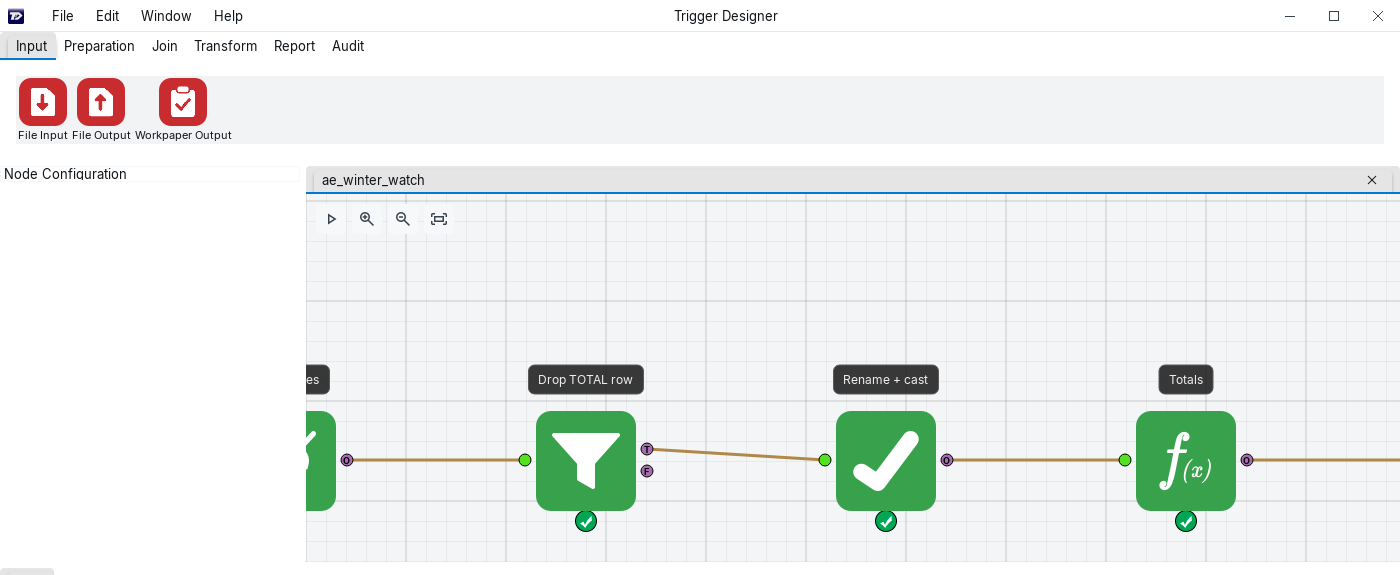 File Edit Window Help Trigger Designer
Input Preparation Join Transform Report Audit
File Input File Output Workpaper Output
Node Configuration
ae_winter_watch
es Drop TOTAL row Rename + cast Totals
O T F O f(x) O